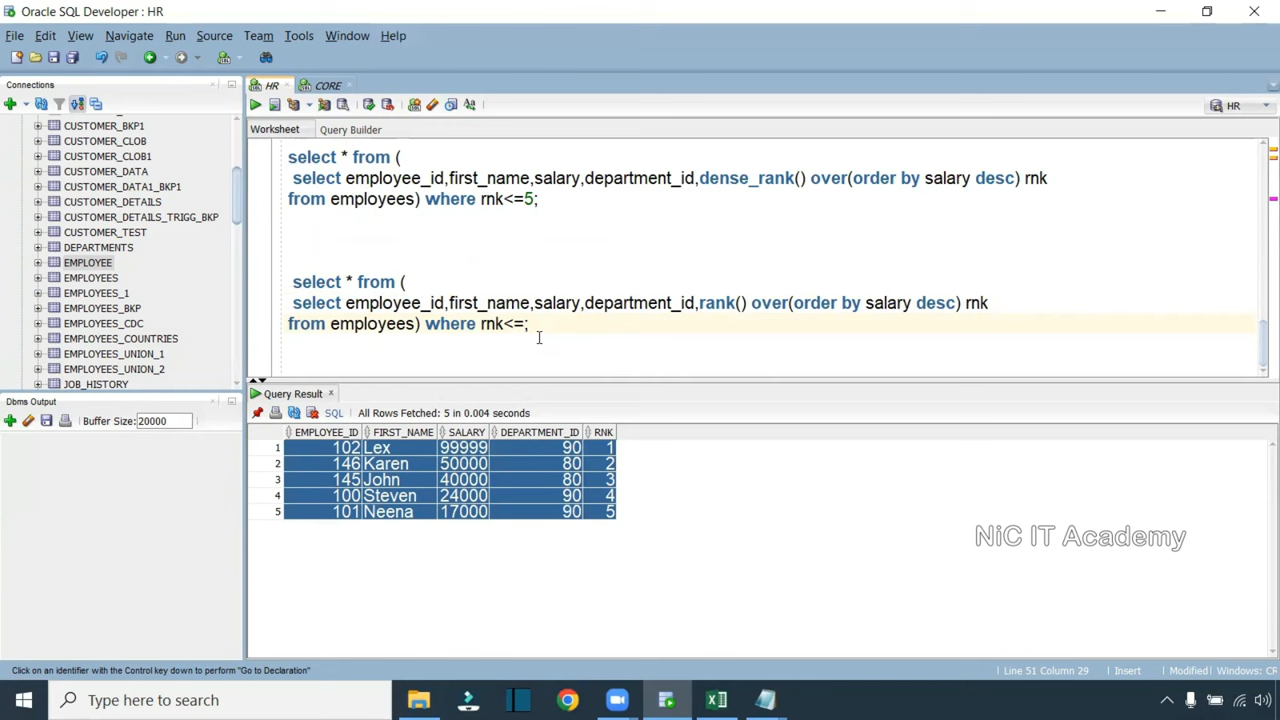 Oracle SQL Developer: HR
File Edit View Navigate Run Source Team Tools Window Help
Connections
CUSTOMER_BKP1
CUSTOMER_CLOB
CUSTOMER_CLOB1
CUSTOMER_DATA
CUSTOMER_DATA1_BKP1
CUSTOMER_DETAILS
CUSTOMER_DETAILS_TRIGG_BKP
CUSTOMER_TEST
DEPARTMENTS
EMPLOYEE
EMPLOYEES
EMPLOYEES_1
EMPLOYEES_BKP
EMPLOYEES_CDC
EMPLOYEES_COUNTRIES
EMPLOYEES_UNION_1
EMPLOYEES_UNION_2
JOB_HISTORY
Dbms Output
Buffer Size: 20000
HR CORE
HR
Worksheet Query Builder
select * from (
select employee_id,first_name,salary,department_id,dense_rank() over(order by salary desc) rnk
from employees) where rnk<=5;
select * from (
select employee_id,first_name,salary,department_id,rank() over(order by salary desc) rnk
from employees) where rnk<=;
Query Result
SQL All Rows Fetched: 5 in 0.004 seconds
EMPLOYEE_ID FIRST_NAME SALARY DEPARTMENT_ID RNK
1 102 Lex 99999 90 1
2 146 Karen 50000 80 2
3 145 John 40000 80 3
4 100 Steven 24000 90 4
5 101 Neena 17000 90 5
NiC IT Academy
Click on an identifier with the Control key down to perform "Go to Declaration"
Line 51 Column 29 Insert Modified Windows: CR
Type here to search